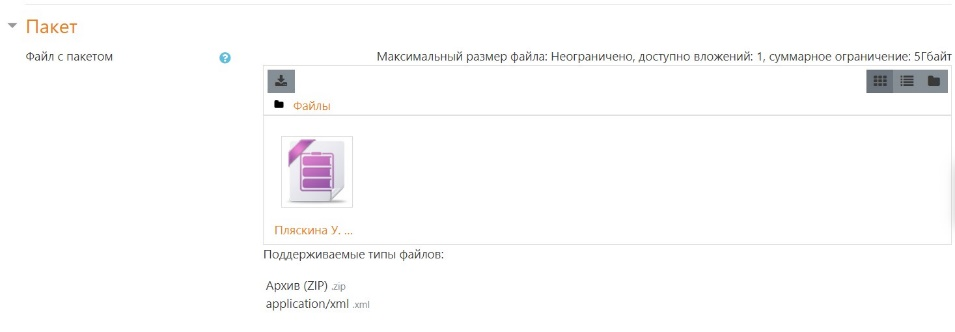 Пакет
Файл с пакетом
Максимальный размер файла: Неограничено, доступно вложений: 1, суммарное ограничение: 5Гбайт
Файлы
Пляскина У. ...
Поддерживаемые типы файлов:
Архив (ZIP) .zip
application/xml .xml